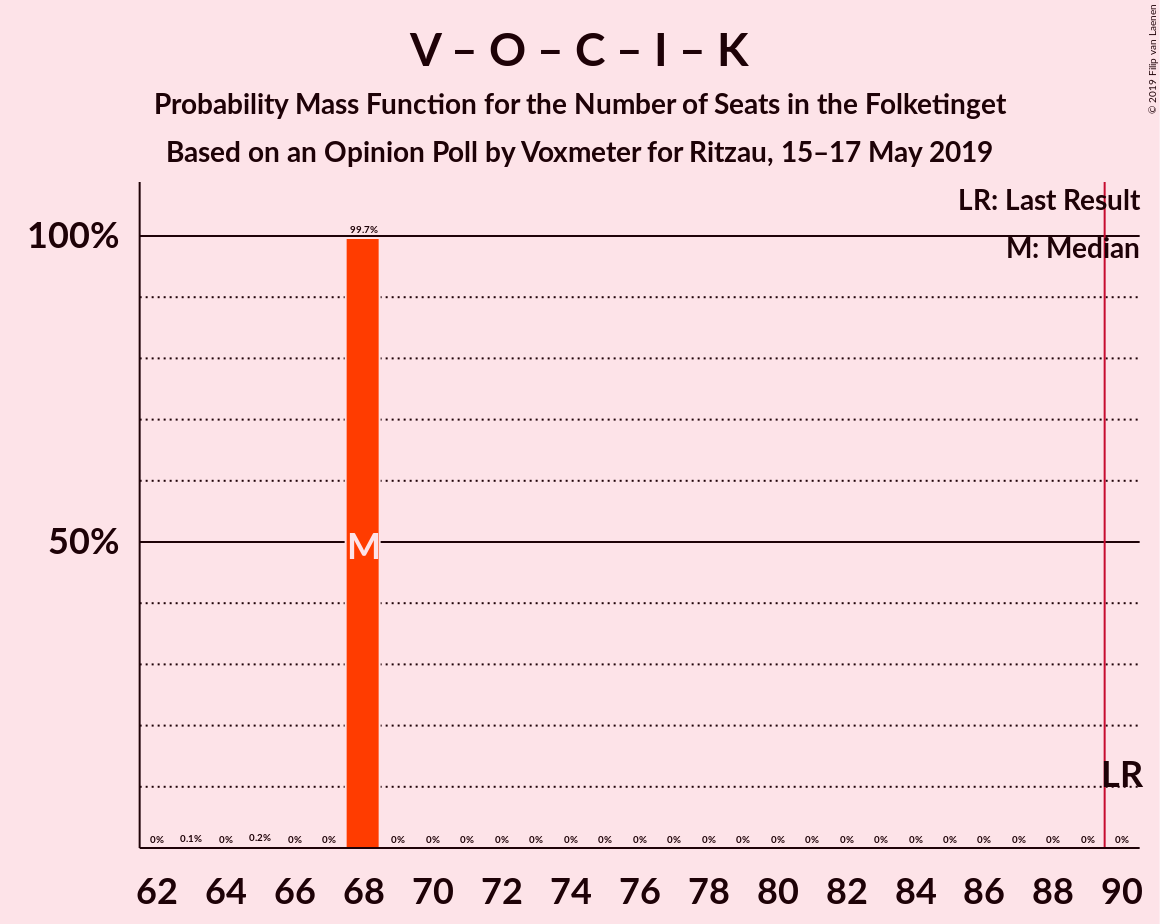 V – O – C – I – K
Probability Mass Function for the Number of Seats in the Folketinget
Based on an Opinion Poll by Voxmeter for Ritzau, 15–17 May 2019
© 2019 Filip van Laenen
LR: Last Result
M: Median
100%
99.7%
50%
M
LR
0% 0.1% 0% 0.2% 0% 0% 0% 0% 0% 0% 0% 0% 0% 0% 0% 0% 0% 0% 0% 0% 0% 0% 0% 0% 0% 0% 0% 0%
62 64 66 68 70 72 74 76 78 80 82 84 86 88 90